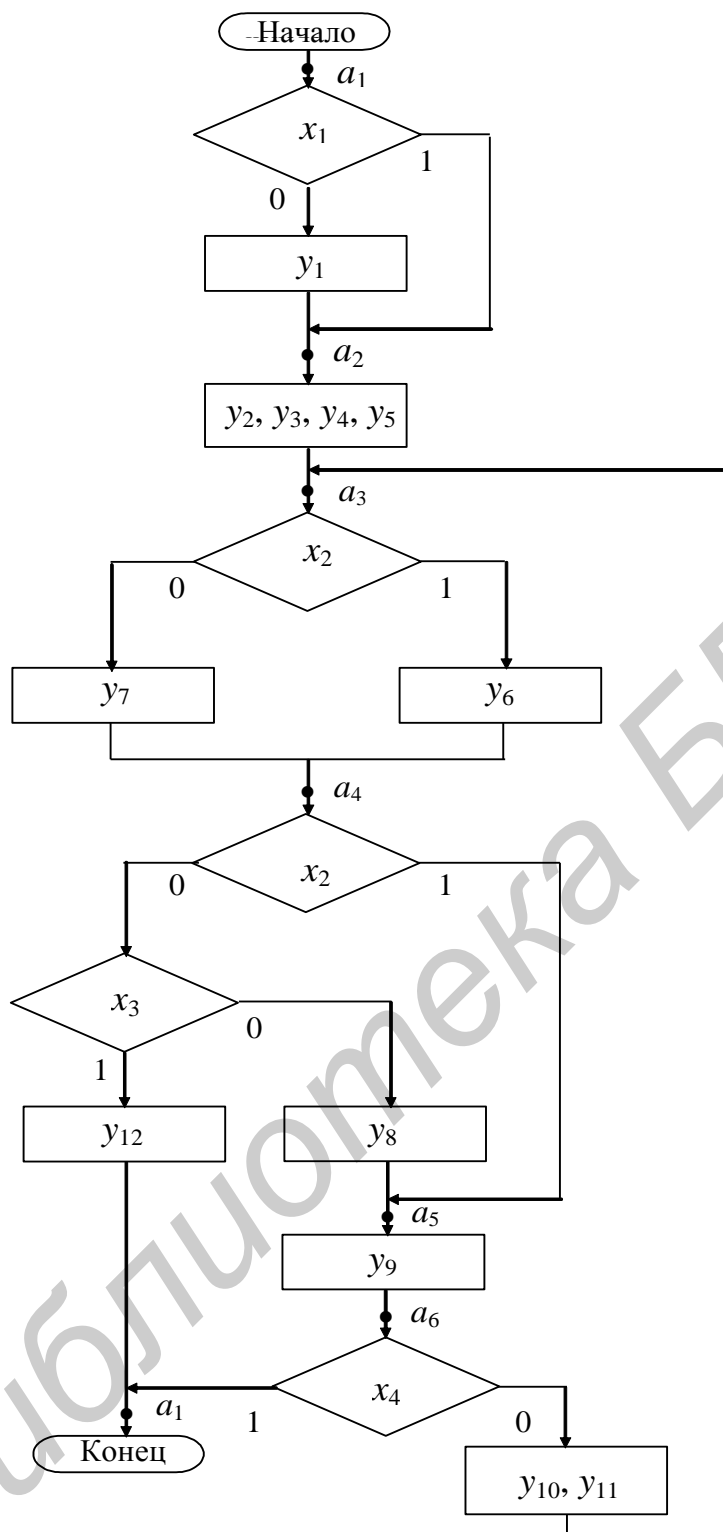 Начало
a₁
x₁
1
0
y₁
a₂
y₂, y₃, y₄, y₅
a₃
x₂
0
1
y₇
y₆
a₄
x₂
0
1
x₃
0
1
y₁₂
y₈
a₅
y₉
a₆
x₄
a₁
1
0
Конец
y₁₀, y₁₁